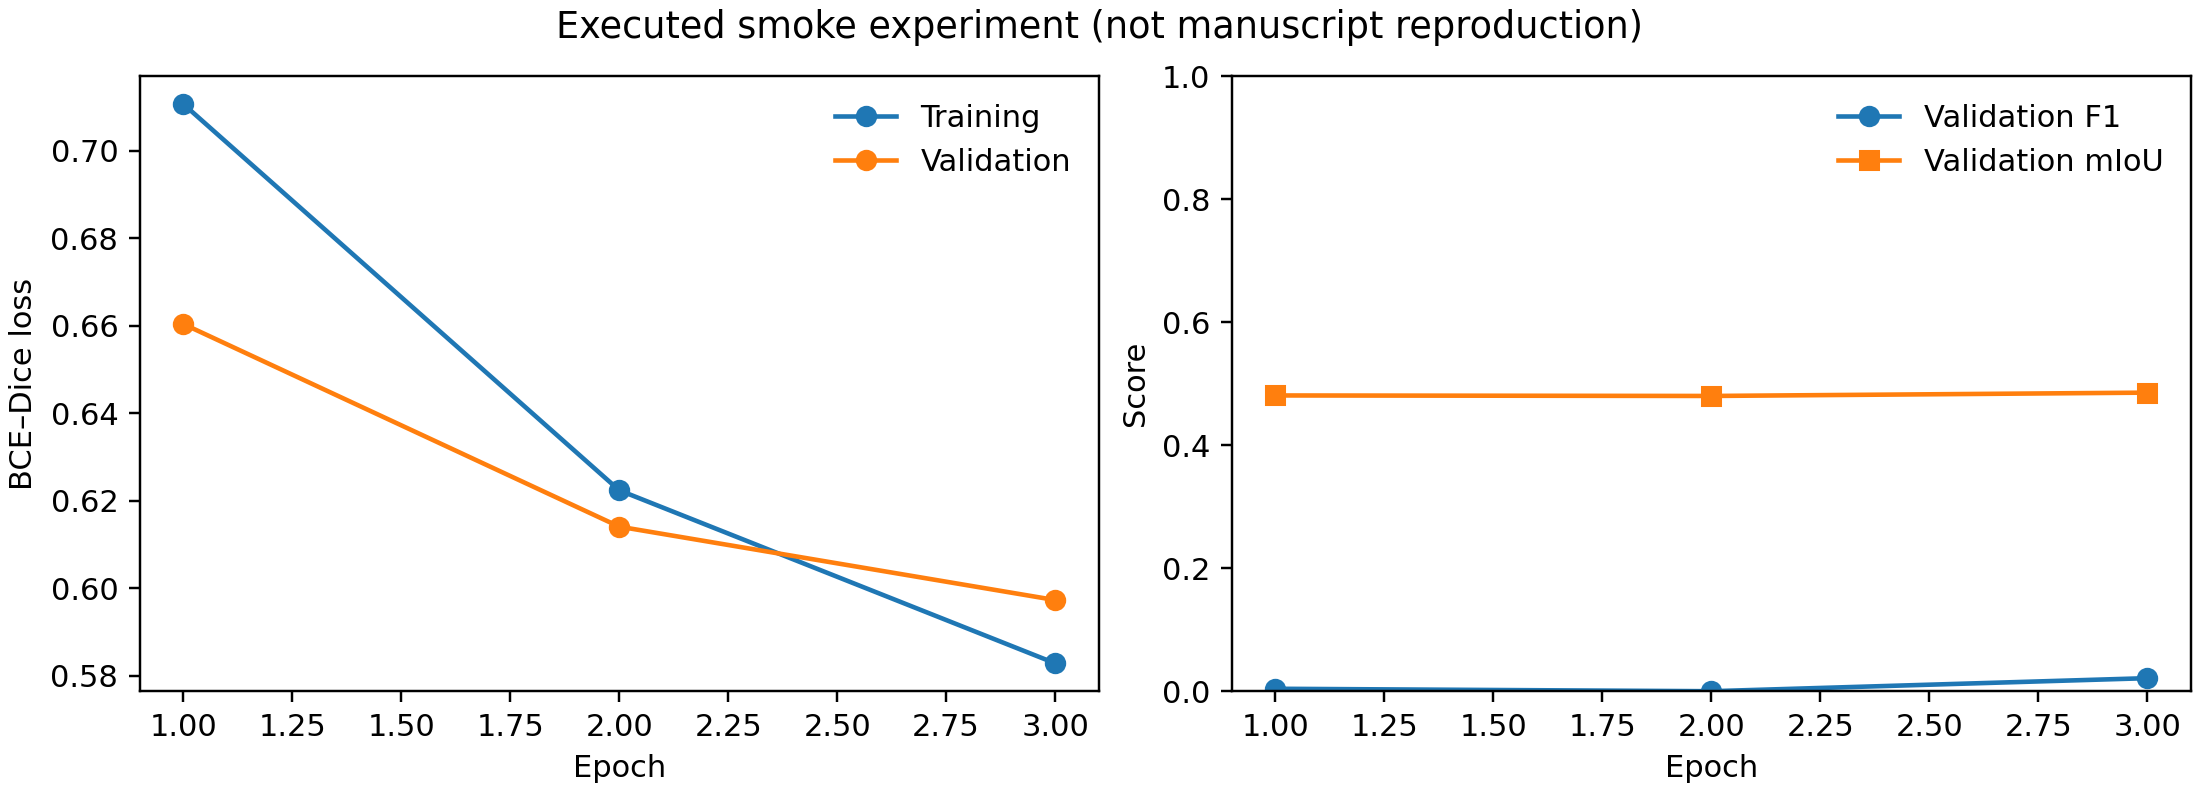 Executed smoke experiment (not manuscript reproduction)
BCE–Dice loss
0.70
0.68
0.66
0.64
0.62
0.60
0.58
Training
Validation
1.00 1.25 1.50 1.75 2.00 2.25 2.50 2.75 3.00
Epoch
Score
1.0
0.8
0.6
0.4
0.2
0.0
Validation F1
Validation mIoU
1.00 1.25 1.50 1.75 2.00 2.25 2.50 2.75 3.00
Epoch